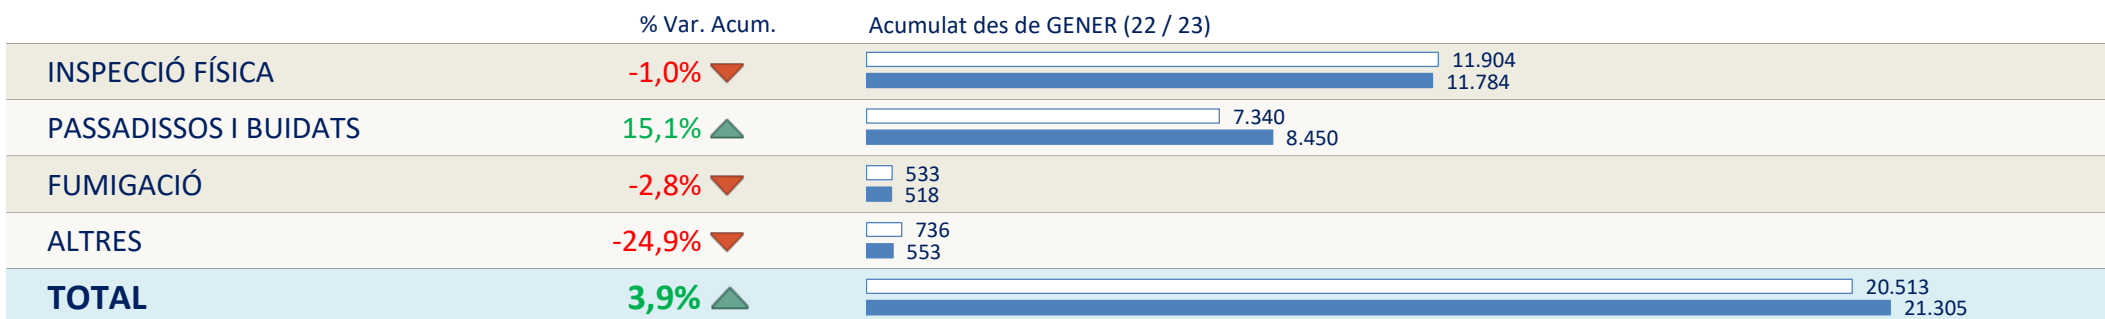 % Var. Acum. Acumulat des de GENER (22 / 23)
INSPECCIÓ FÍSICA -1,0% 11.904
11.784
PASSADISSOS I BUIDATS 15,1% 7.340
8.450
FUMIGACIÓ -2,8% 533
518
ALTRES -24,9% 736
553
TOTAL 3,9% 20.513
21.305